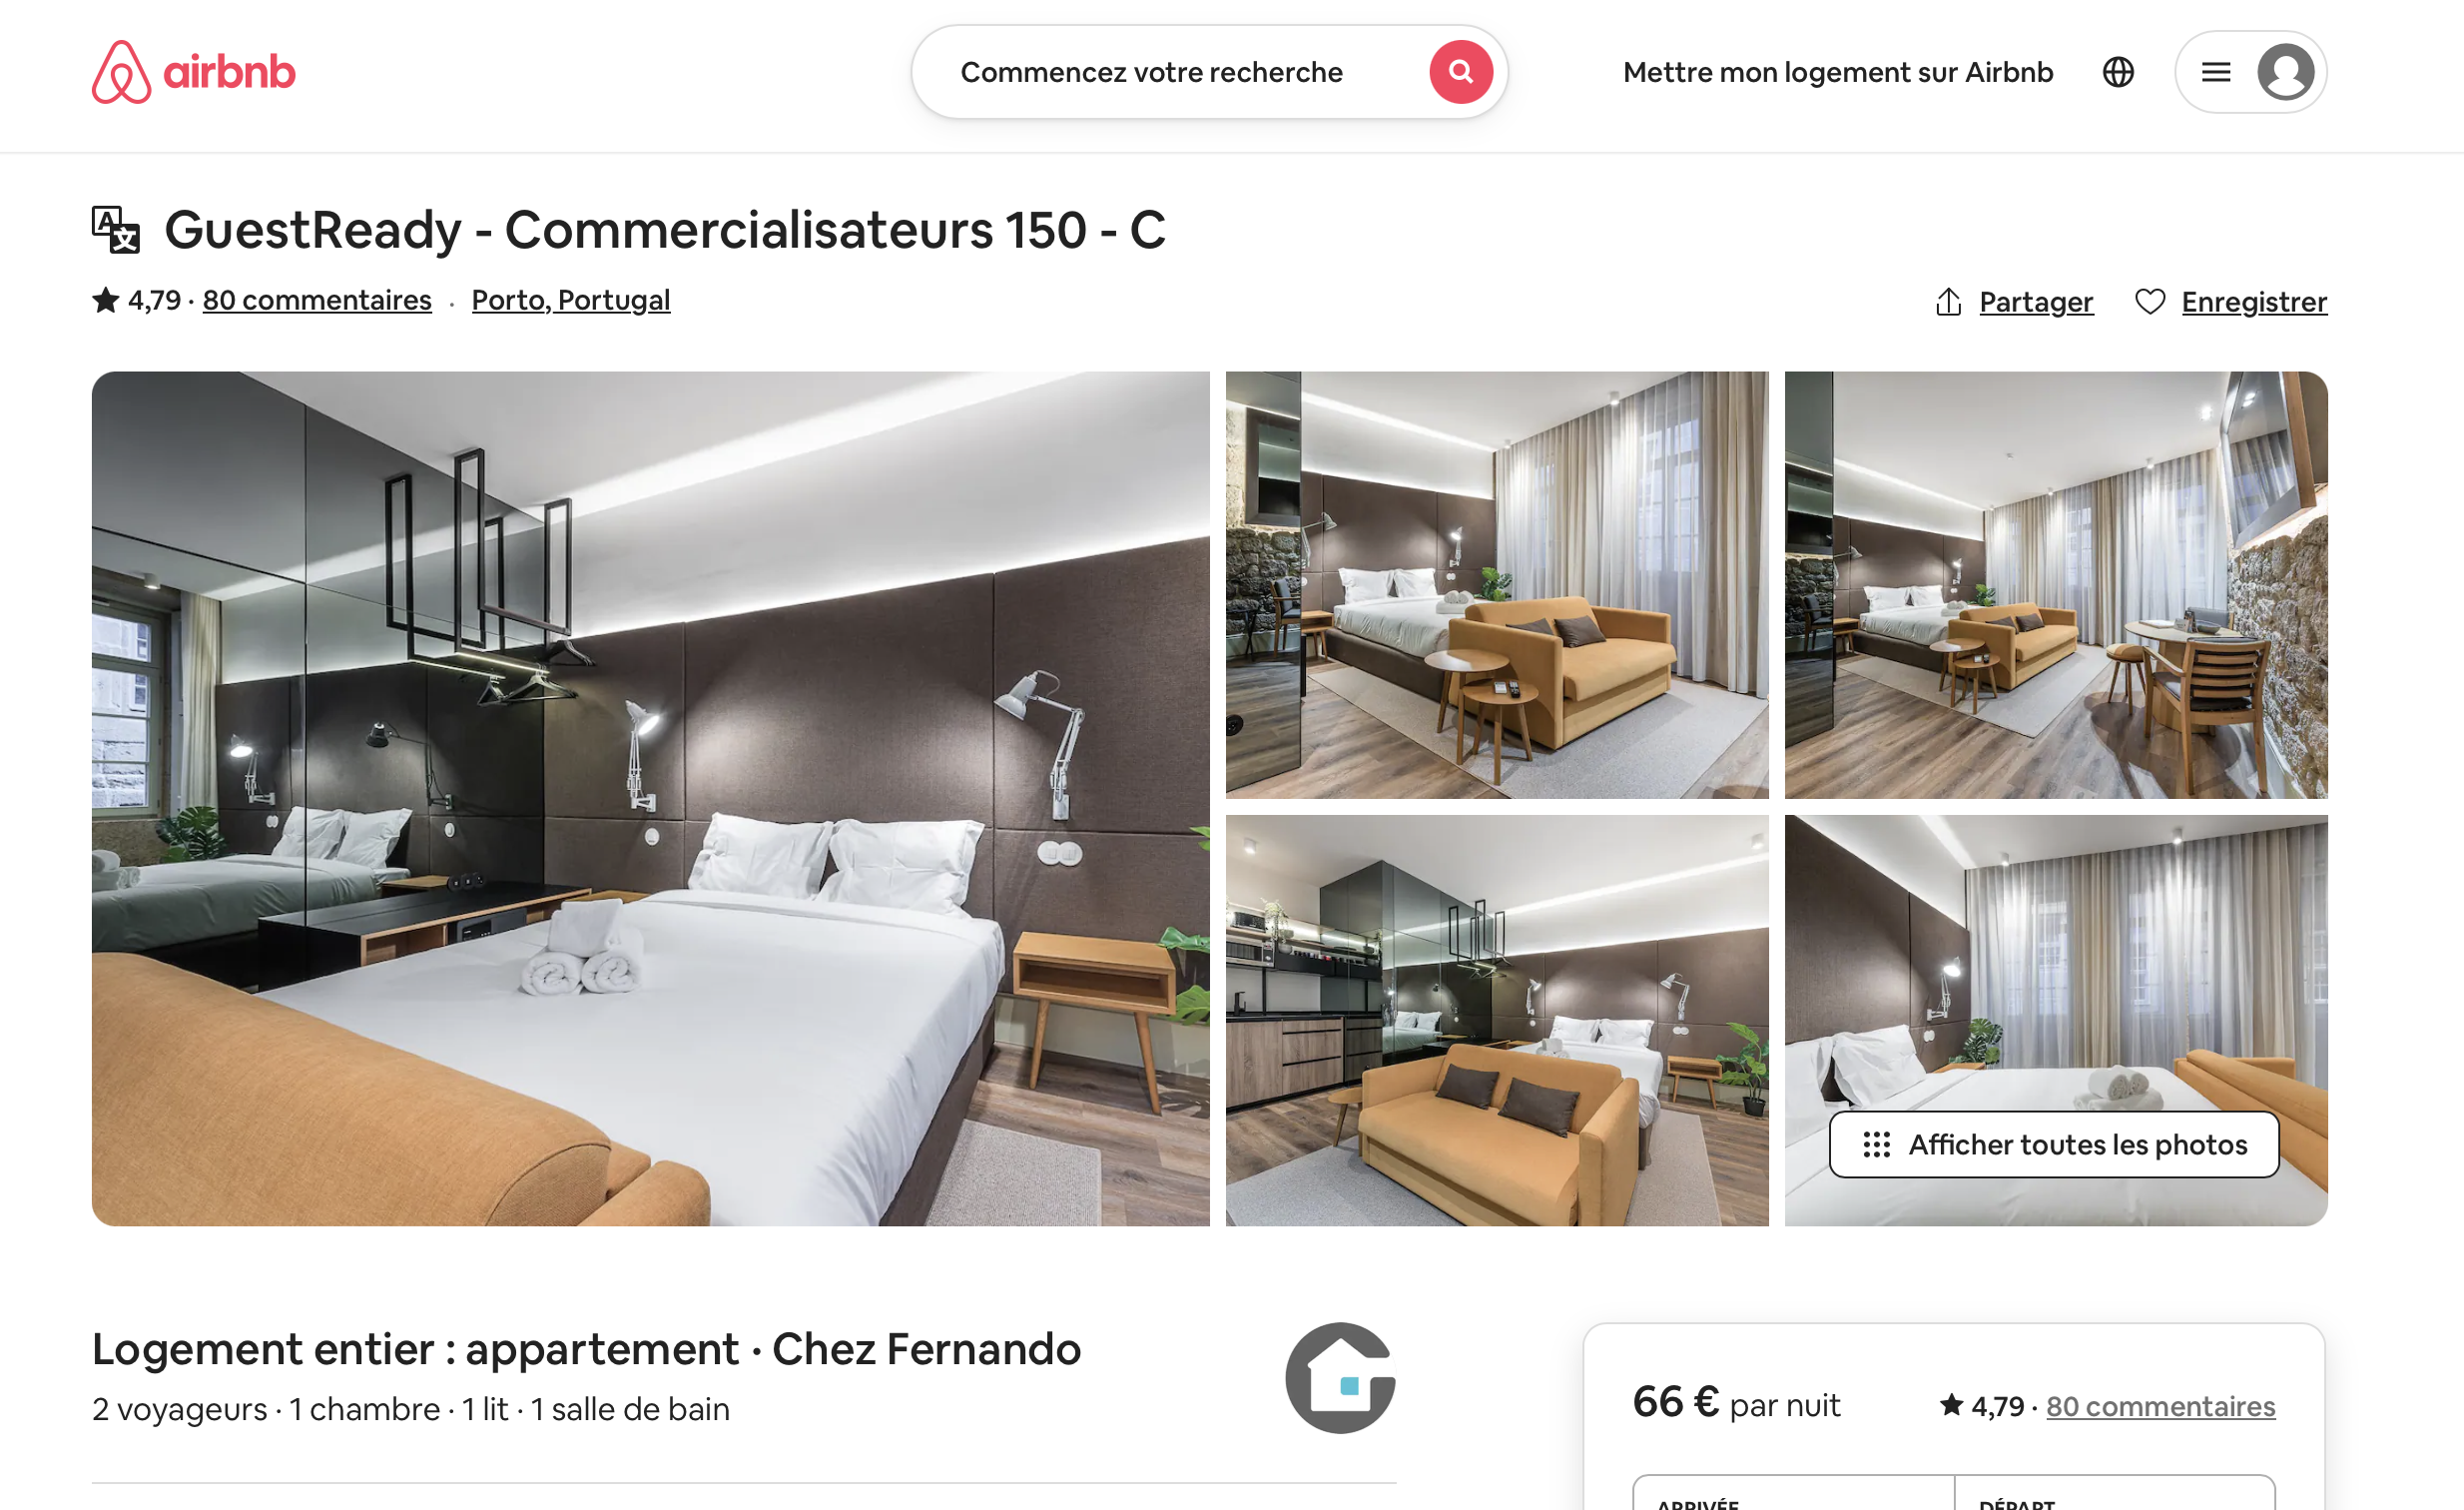 airbnb
Commencez votre recherche
Mettre mon logement sur Airbnb
GuestReady - Commercialisateurs 150 - C
4,79 · 80 commentaires · Porto, Portugal
Partager
Enregistrer
Afficher toutes les photos
Logement entier : appartement · Chez Fernando
2 voyageurs · 1 chambre · 1 lit · 1 salle de bain
66 € par nuit
4,79 · 80 commentaires
ARRIVÉE
DÉPART